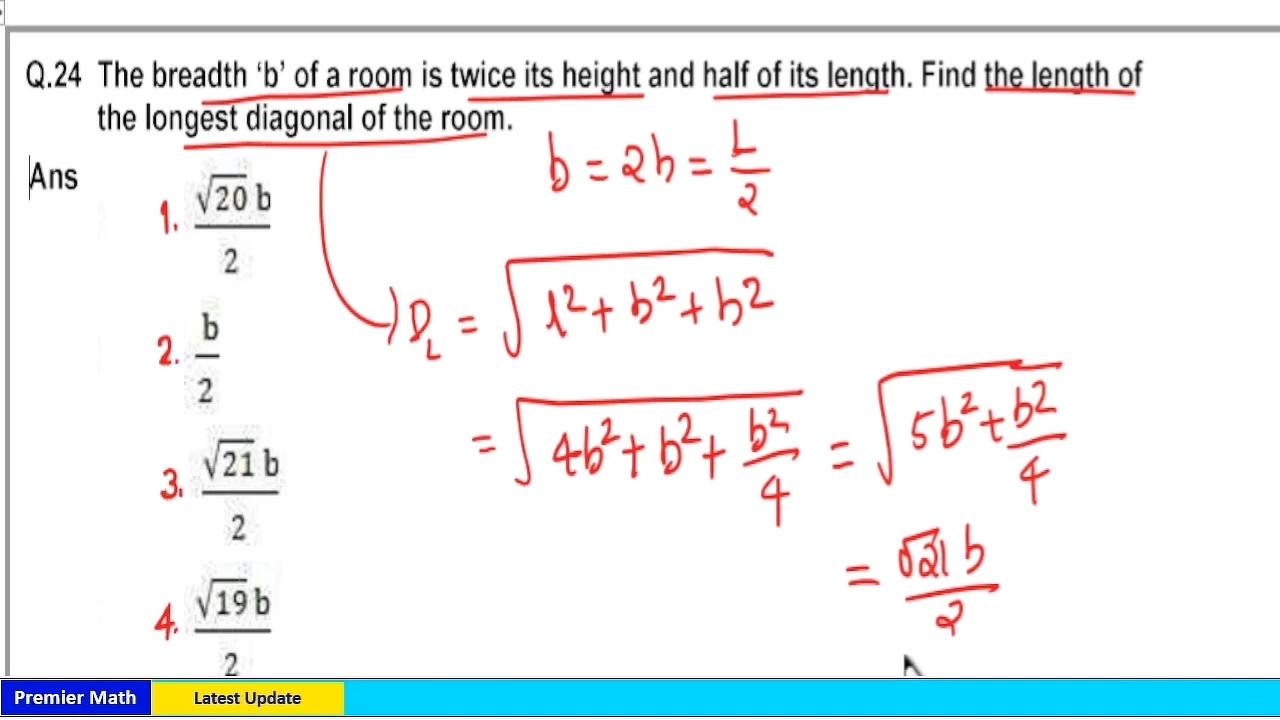 Q.24 The breadth ‘b’ of a room is twice its height and half of its length. Find the length of
the longest diagonal of the room.
b = 2h = L/2
Ans
1. √20 b/2
D_L = √(l² + b² + h²)
2. b/2
= √(4b² + b² + b²/4) = √(5b² + b²/4)
3. √21 b/2
= √21 b/2
4. √19 b/2
Premier Math
Latest Update